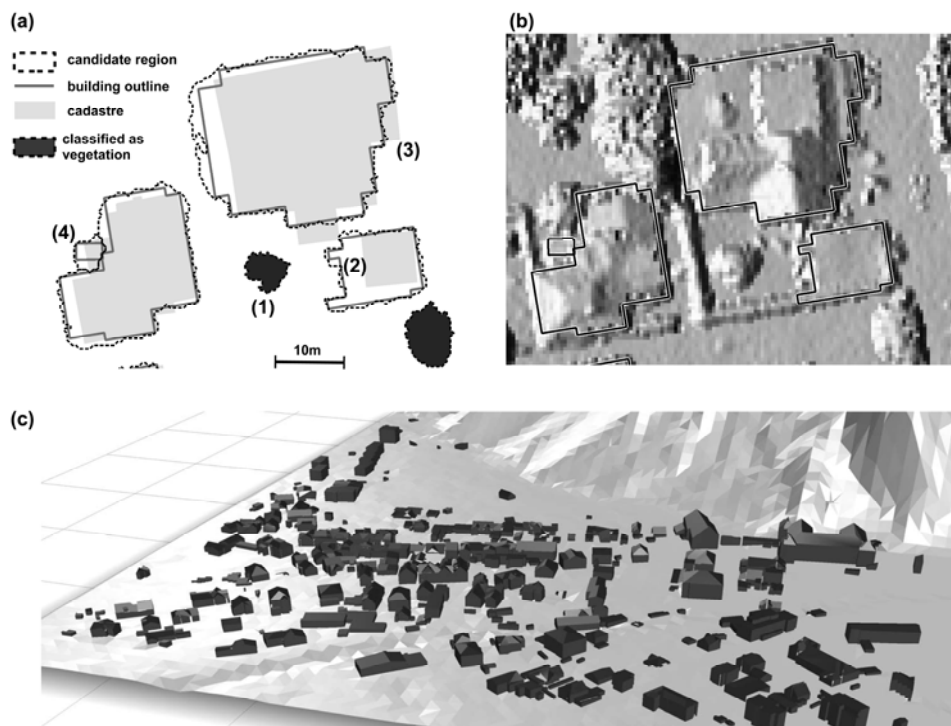 (a)
candidate region
building outline
cadastre
classified as
vegetation
(3)
(4)
(2)
(1)
10m
(b)
(c)